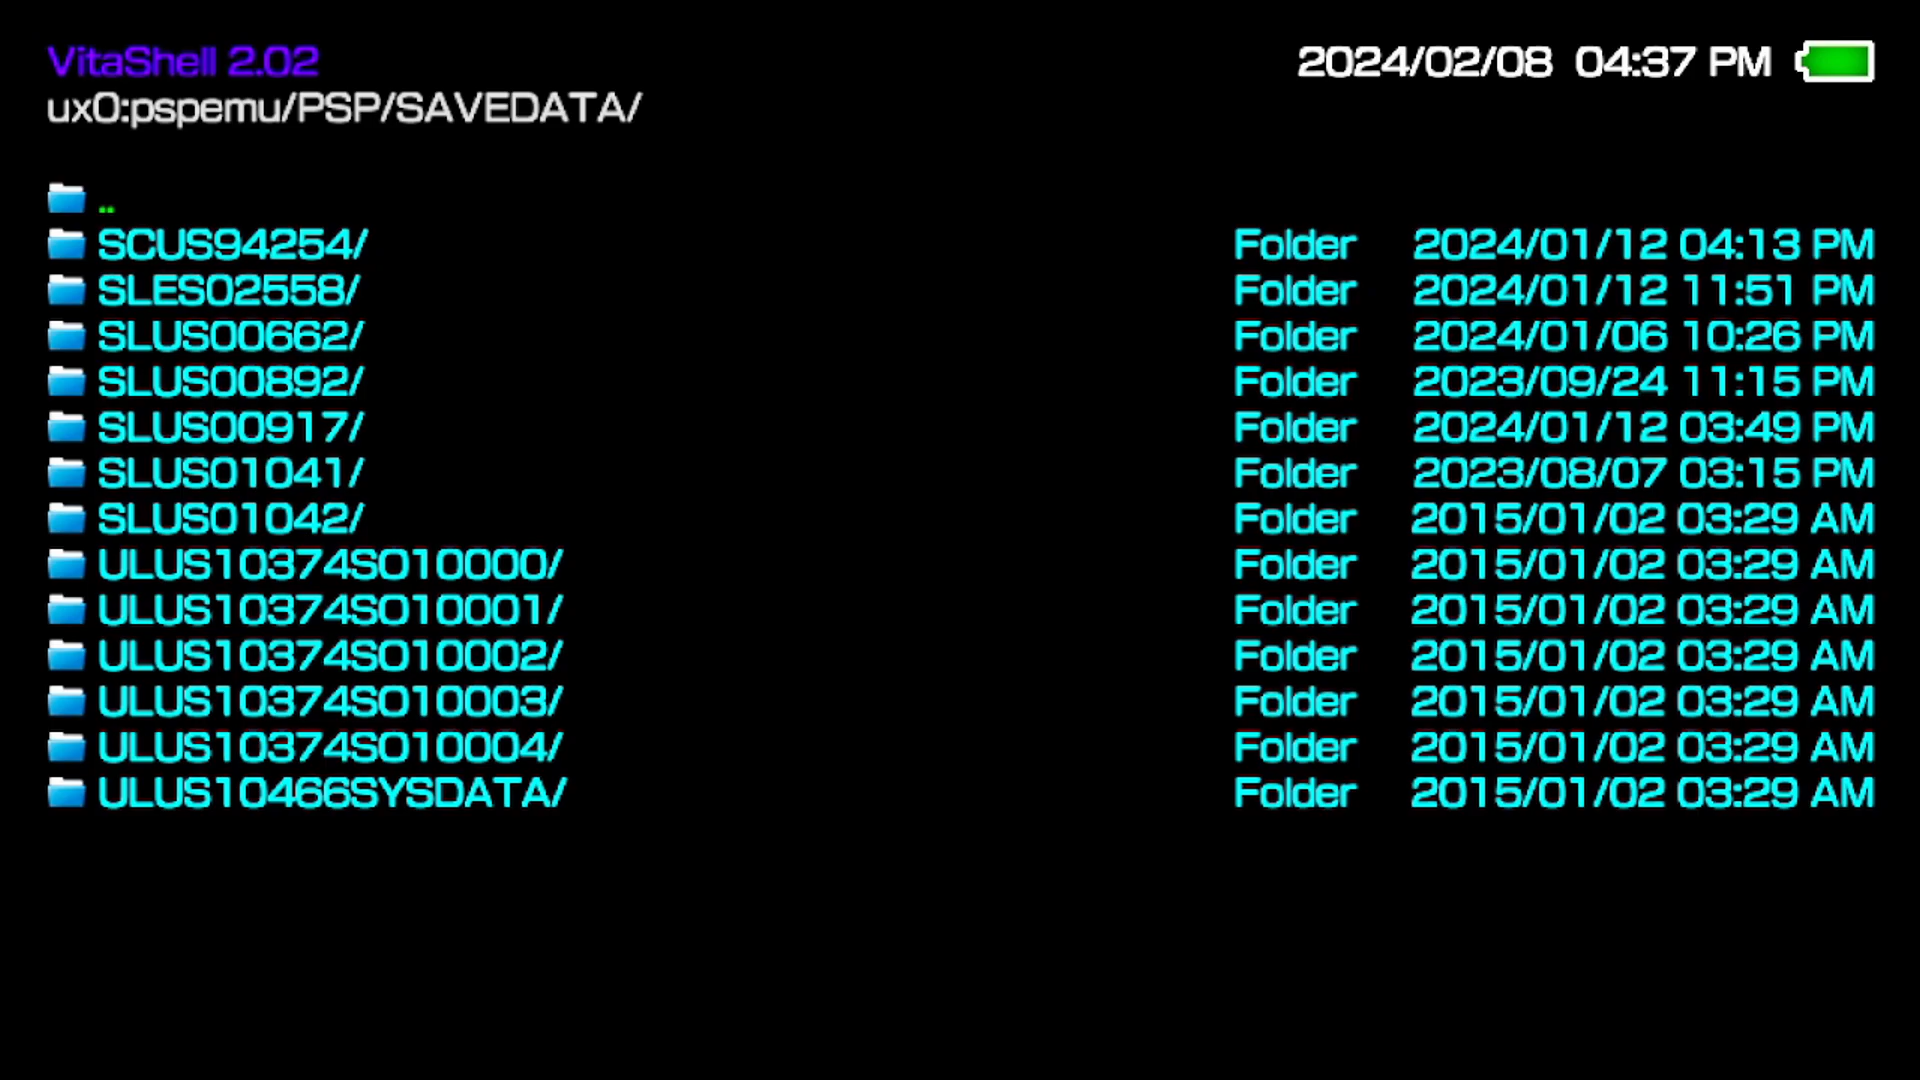 VitaShell 2.02 2024/02/08 04:37 PM
ux0:pspemu/PSP/SAVEDATA/
..
SCUS94254/ Folder 2024/01/12 04:13 PM
SLES02558/ Folder 2024/01/12 11:51 PM
SLUS00662/ Folder 2024/01/06 10:26 PM
SLUS00892/ Folder 2023/09/24 11:15 PM
SLUS00917/ Folder 2024/01/12 03:49 PM
SLUS01041/ Folder 2023/08/07 03:15 PM
SLUS01042/ Folder 2015/01/02 03:29 AM
ULUS10374SO10000/ Folder 2015/01/02 03:29 AM
ULUS10374SO10001/ Folder 2015/01/02 03:29 AM
ULUS10374SO10002/ Folder 2015/01/02 03:29 AM
ULUS10374SO10003/ Folder 2015/01/02 03:29 AM
ULUS10374SO10004/ Folder 2015/01/02 03:29 AM
ULUS10466SYSDATA/ Folder 2015/01/02 03:29 AM